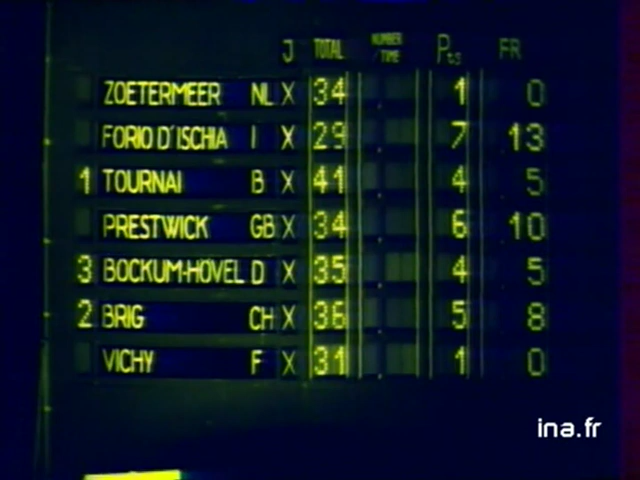 J TOTAL NUMBER / TIME Pts FR
ZOETERMEER NL X 34 1 0
FORIO D'ISCHIA I X 29 7 13
1 TOURNAI B X 41 4 5
PRESTWICK GB X 34 6 10
3 BOCKUM-HÖVEL D X 35 4 5
2 BRIG CH X 36 5 8
VICHY F X 31 1 0
ina.fr